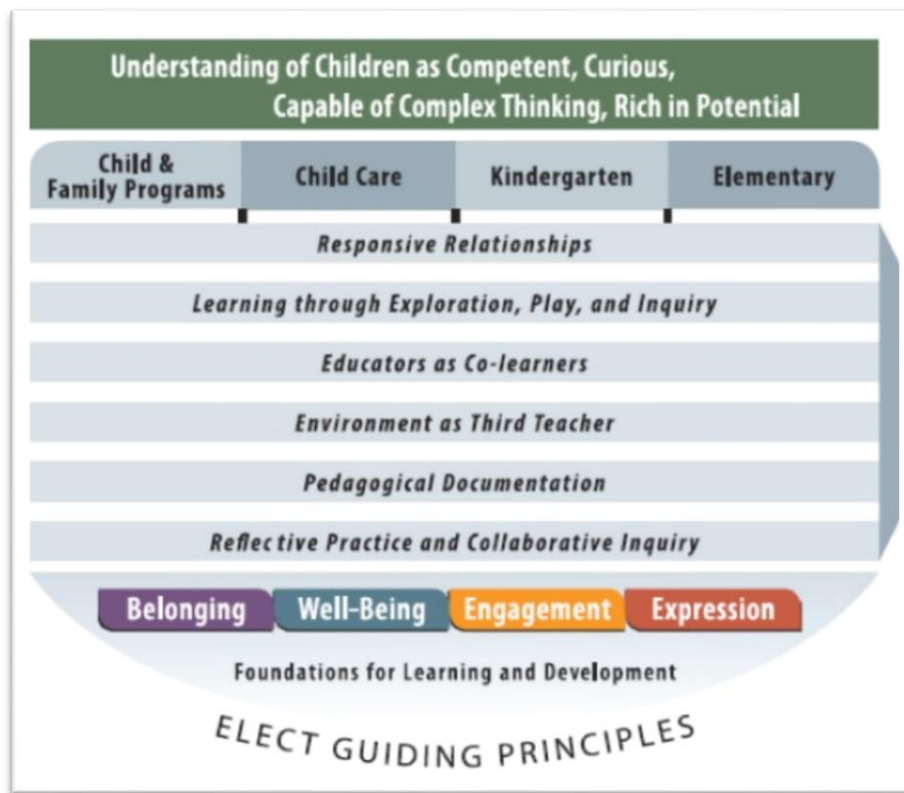 Understanding of Children as Competent, Curious,
Capable of Complex Thinking, Rich in Potential
Child &
Family Programs
Child Care
Kindergarten
Elementary
Responsive Relationships
Learning through Exploration, Play, and Inquiry
Educators as Co-learners
Environment as Third Teacher
Pedagogical Documentation
Reflective Practice and Collaborative Inquiry
Belonging
Well-Being
Engagement
Expression
Foundations for Learning and Development
ELECT GUIDING PRINCIPLES